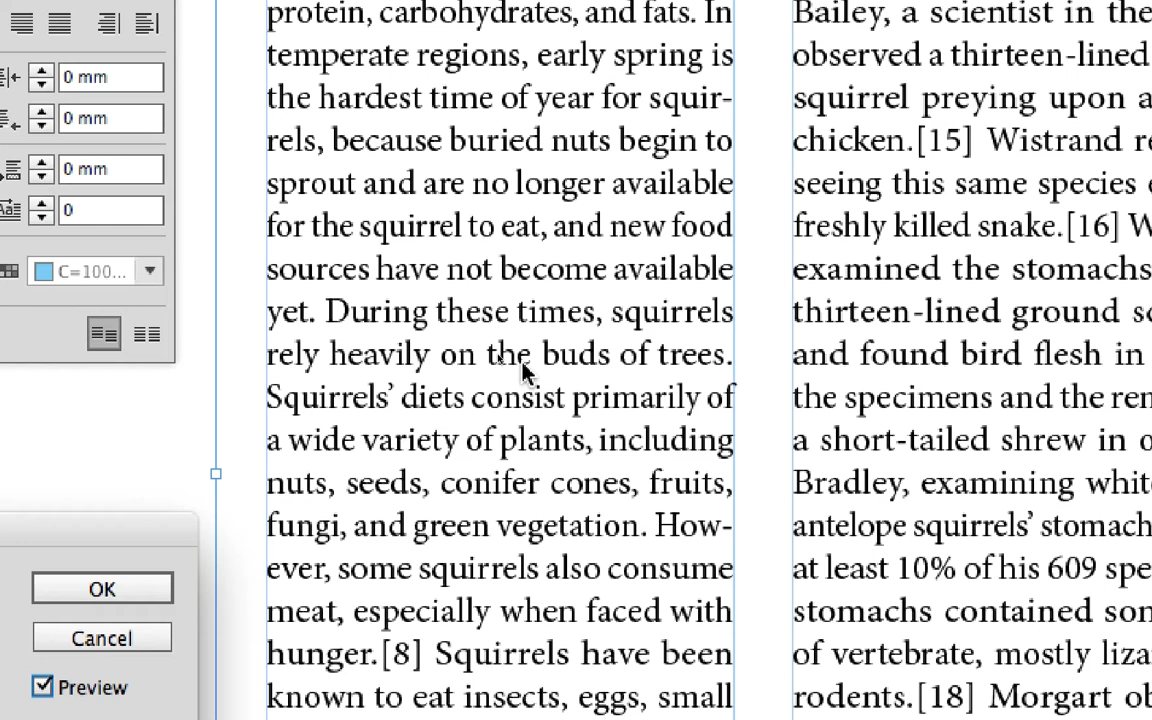 0 mm
0 mm
0 mm
0
C=100...
OK
Cancel
Preview
protein, carbohydrates, and fats. In
temperate regions, early spring is
the hardest time of year for squir-
rels, because buried nuts begin to
sprout and are no longer available
for the squirrel to eat, and new food
sources have not become available
yet. During these times, squirrels
rely heavily on the buds of trees.
Squirrels’ diets consist primarily of
a wide variety of plants, including
nuts, seeds, conifer cones, fruits,
fungi, and green vegetation. How-
ever, some squirrels also consume
meat, especially when faced with
hunger.[8] Squirrels have been
known to eat insects, eggs, small
Bailey, a scientist in the
observed a thirteen-lined
squirrel preying upon a
chicken.[15] Wistrand re
seeing this same species
freshly killed snake.[16] W
examined the stomachs
thirteen-lined ground sq
and found bird flesh in
the specimens and the rem
a short-tailed shrew in o
Bradley, examining white
antelope squirrels’ stomach
at least 10% of his 609 spe
stomachs contained som
of vertebrate, mostly liza
rodents.[18] Morgart ob